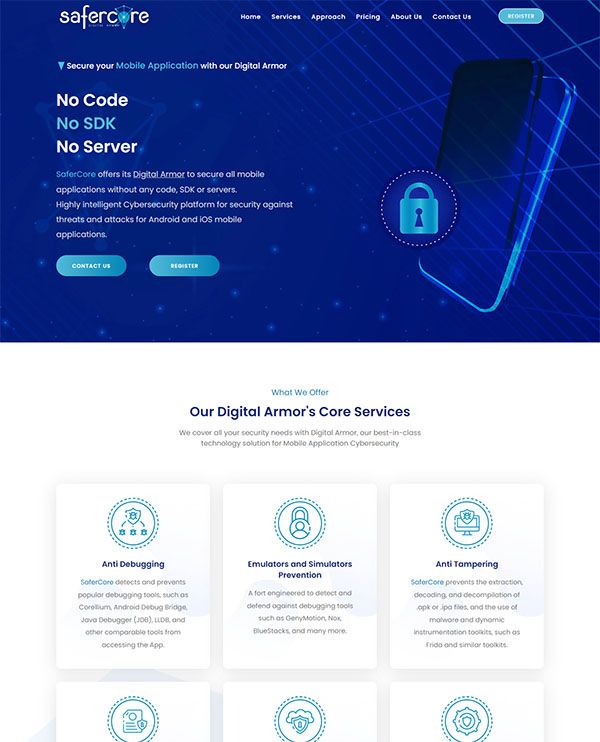 safercore
Home Services Approach Pricing About Us Contact Us REGISTER
Secure your Mobile Application with our Digital Armor
No Code
No SDK
No Server
SaferCore offers its Digital Armor to secure all mobile
applications without any code, SDK or servers.
Highly intelligent Cybersecurity platform for security against
threats and attacks for Android and iOS mobile
applications.
CONTACT US REGISTER
What We Offer
Our Digital Armor's Core Services
We cover all your security needs with Digital Armor, our best-in-class
technology solution for Mobile Application Cybersecurity
Anti Debugging
SaferCore detects and prevents
popular debugging tools, such as
Corellium, Android Debug Bridge,
Java Debugger (JDB), LLDB, and
other comparable tools from
accessing the App.
Emulators and Simulators
Prevention
A fort engineered to detect and
defend against debugging tools
such as GenyMotion, Nox,
BlueStacks, and many more.
Anti Tampering
SaferCore prevents the extraction,
decoding, and decompilation of
.apk or .ipa files, and the use of
malware and dynamic
instrumentation toolkits, such as
Frida and similar toolkits.